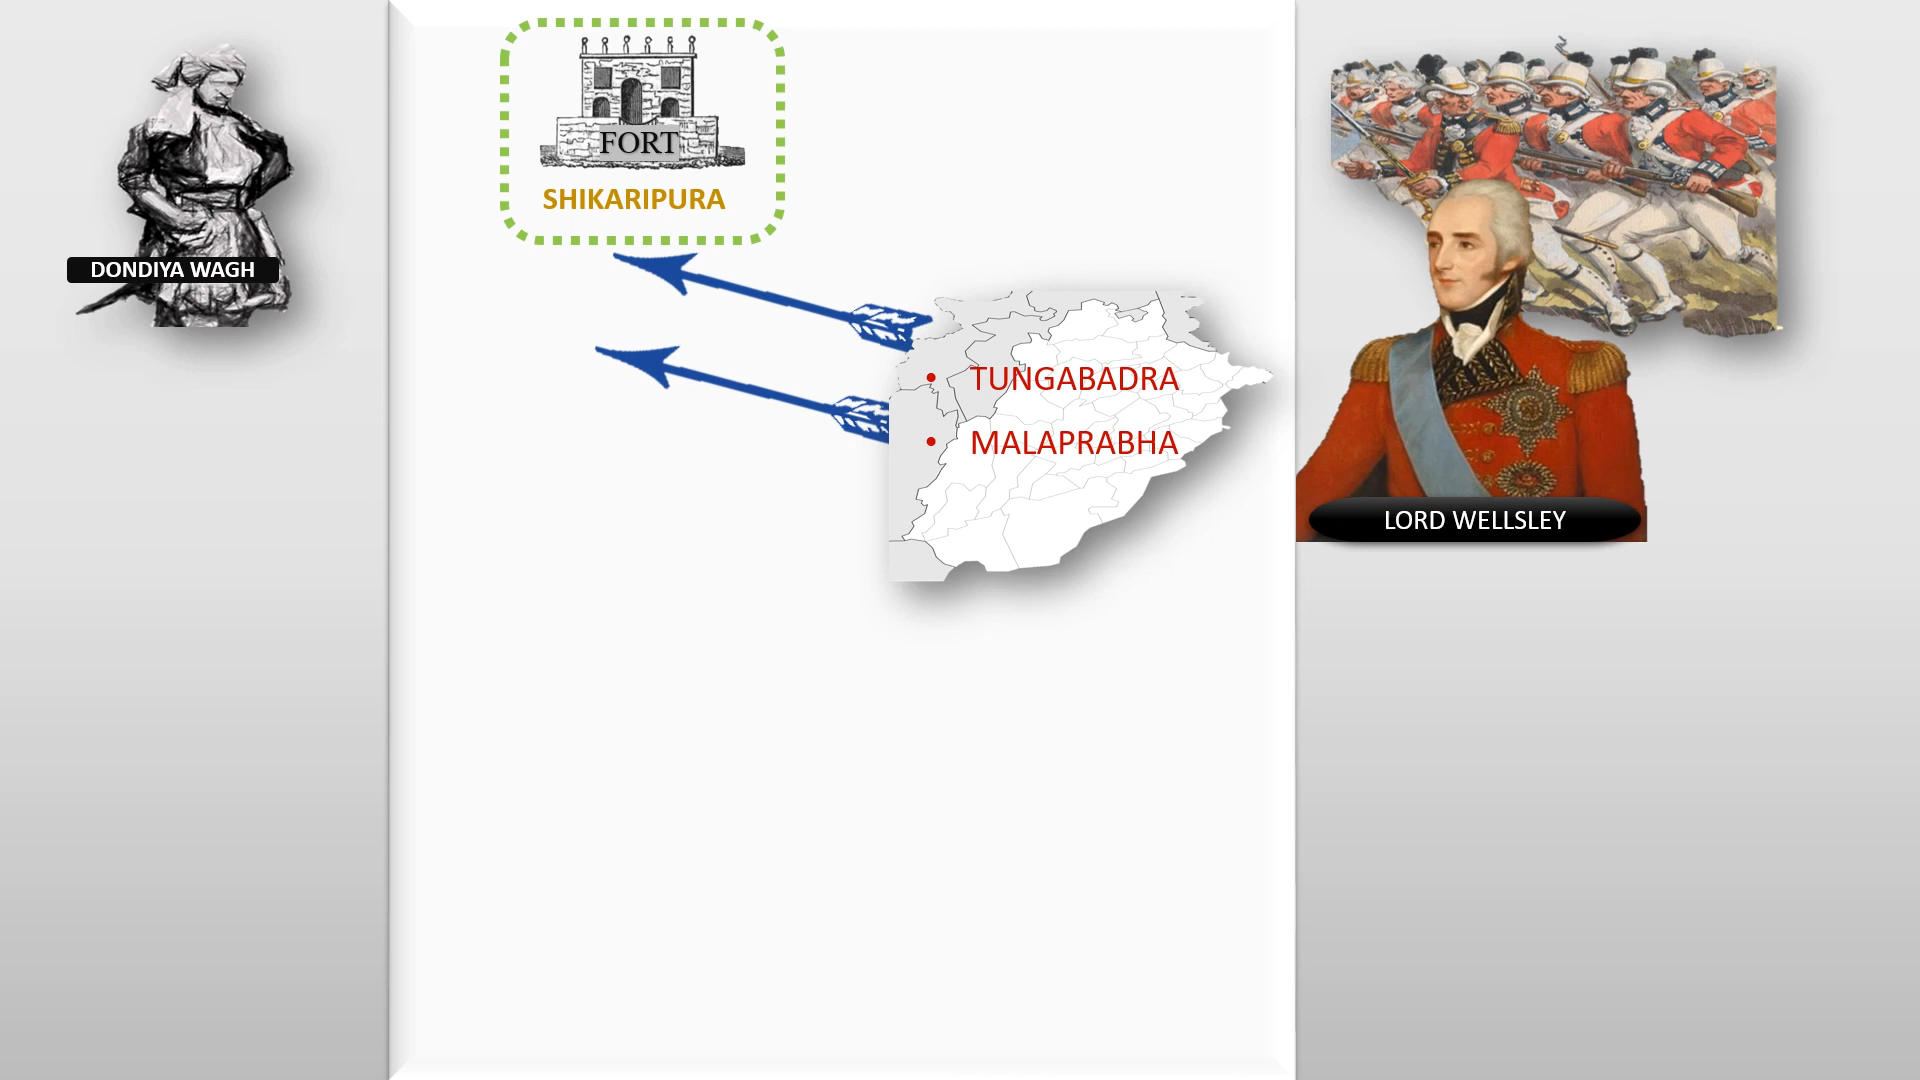 FORT
SHIKARIPURA
DONDIYA WAGH
• TUNGABADRA
• MALAPRABHA
LORD WELLSLEY